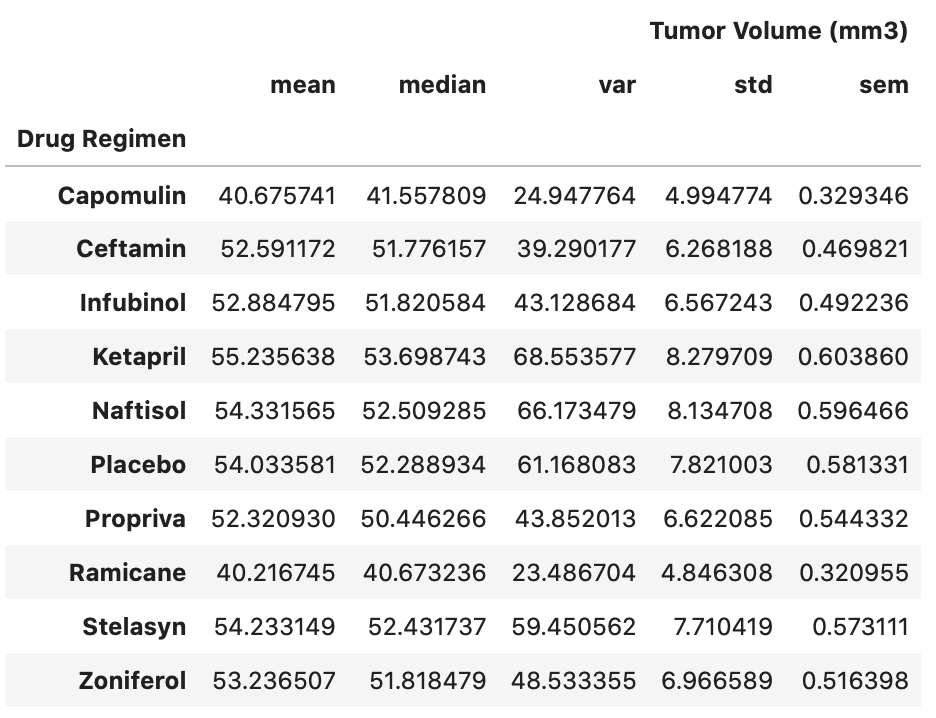 Tumor Volume (mm3)
mean median var std sem
Drug Regimen
Capomulin 40.675741 41.557809 24.947764 4.994774 0.329346
Ceftamin 52.591172 51.776157 39.290177 6.268188 0.469821
Infubinol 52.884795 51.820584 43.128684 6.567243 0.492236
Ketapril 55.235638 53.698743 68.553577 8.279709 0.603860
Naftisol 54.331565 52.509285 66.173479 8.134708 0.596466
Placebo 54.033581 52.288934 61.168083 7.821003 0.581331
Propriva 52.320930 50.446266 43.852013 6.622085 0.544332
Ramicane 40.216745 40.673236 23.486704 4.846308 0.320955
Stelasyn 54.233149 52.431737 59.450562 7.710419 0.573111
Zoniferol 53.236507 51.818479 48.533355 6.966589 0.516398